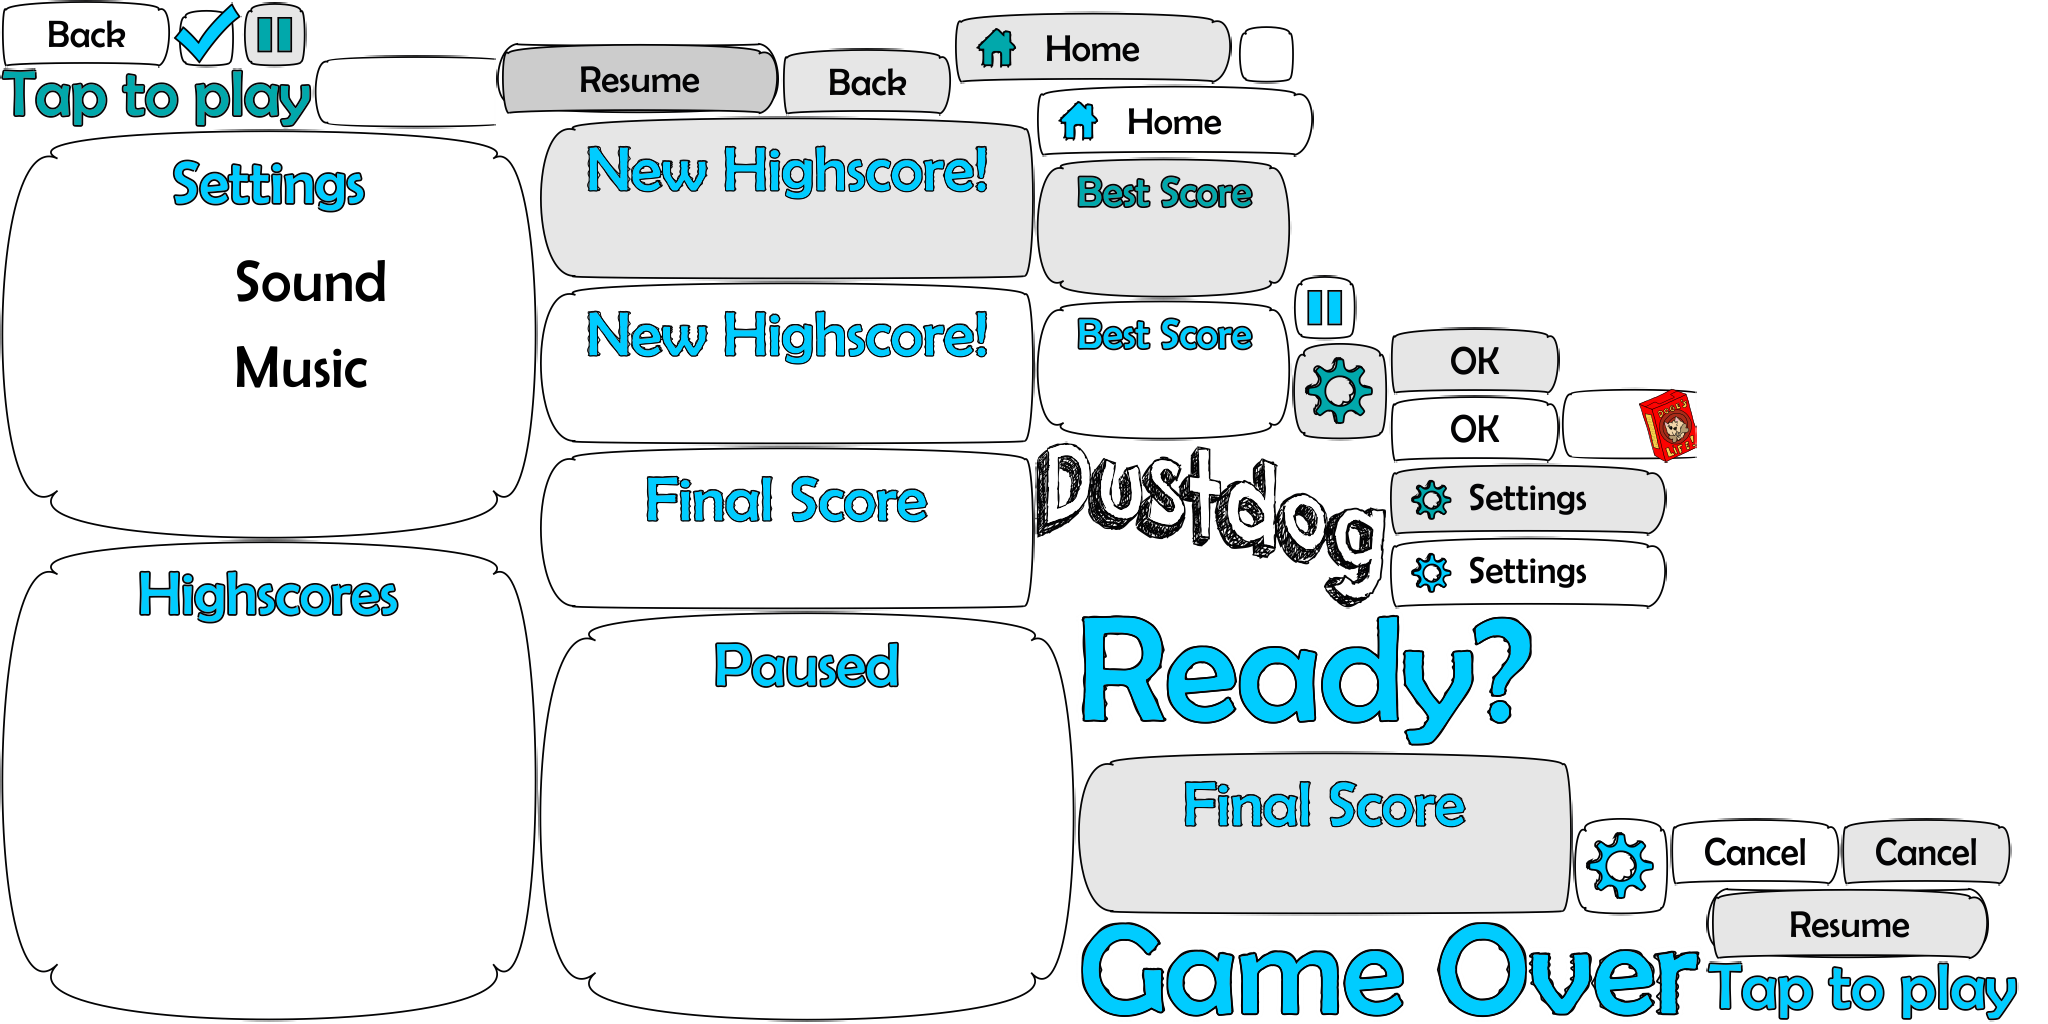 Back
Tap to play
Resume
Back
Home
Home
Settings
Sound
Music
New Highscore!
New Highscore!
Best Score
Best Score
OK
OK
DOG'S
LIFE!
Settings
Settings
Final Score
Dustdog
Highscores
Paused
Ready?
Final Score
Cancel
Cancel
Resume
Game Over
Tap to play